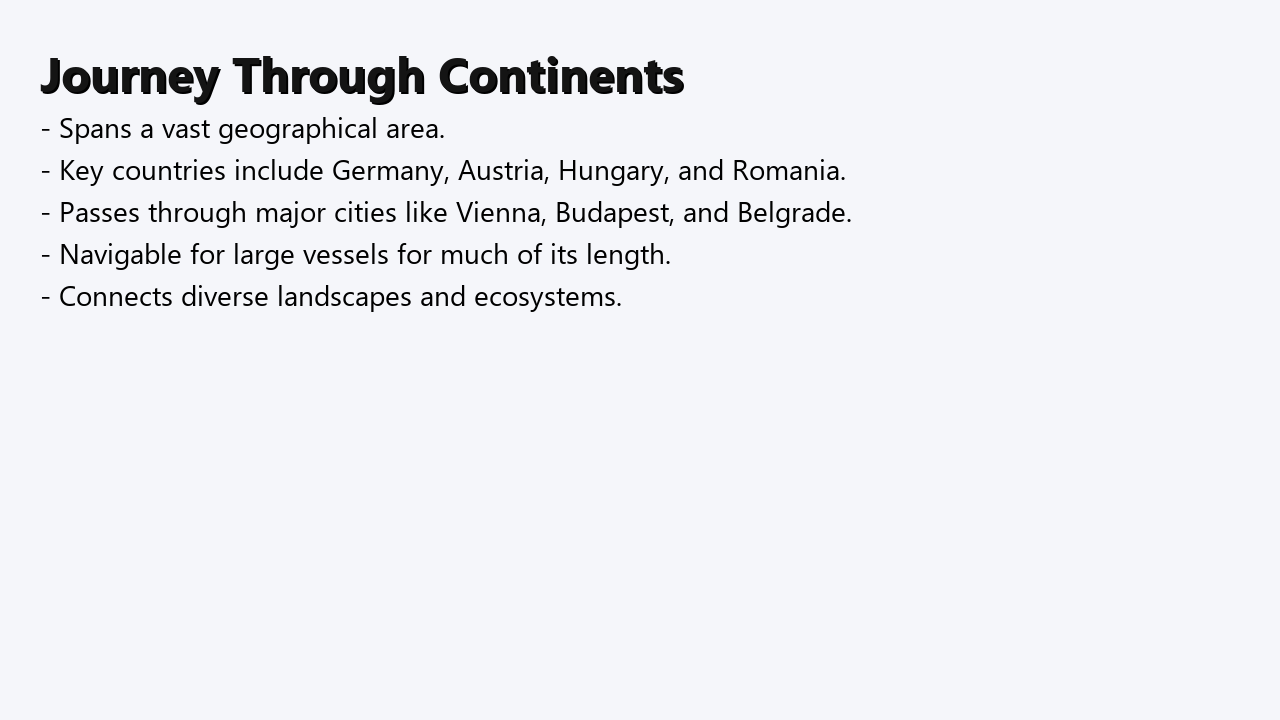 Journey Through Continents
- Spans a vast geographical area.
- Key countries include Germany, Austria, Hungary, and Romania.
- Passes through major cities like Vienna, Budapest, and Belgrade.
- Navigable for large vessels for much of its length.
- Connects diverse landscapes and ecosystems.